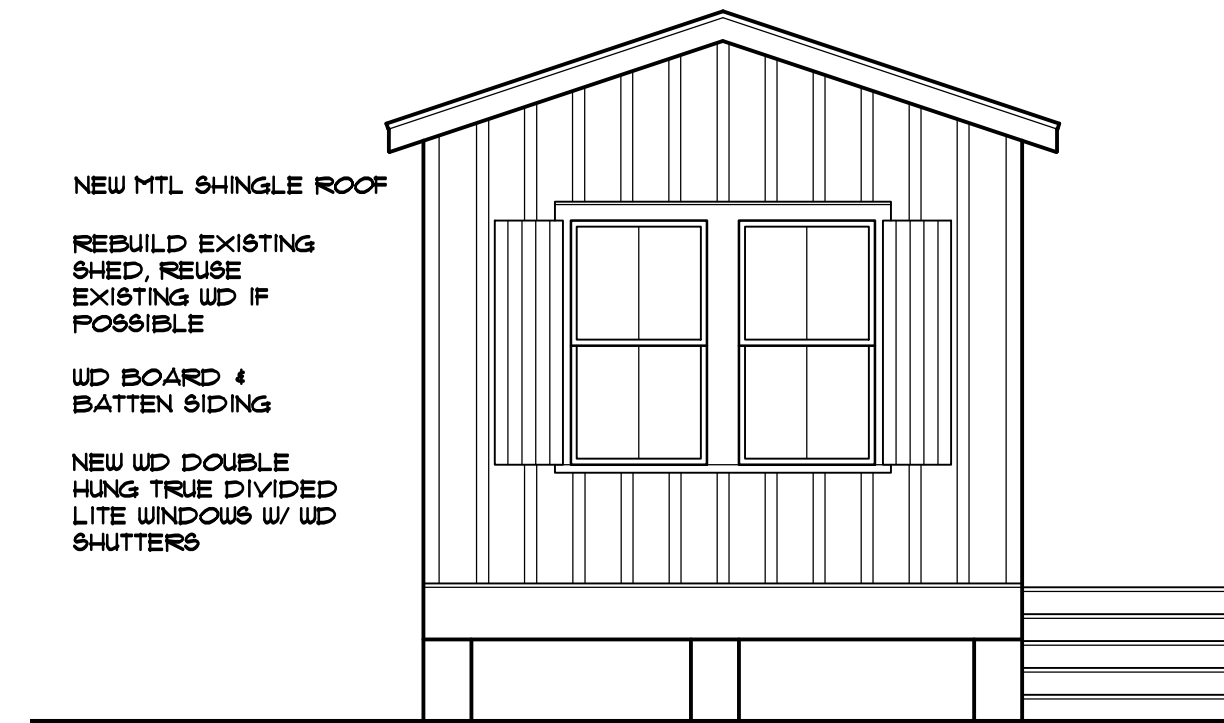 NEW MTL SHINGLE ROOF
REBUILD EXISTING
SHED, REUSE
EXISTING WD IF
POSSIBLE
WD BOARD &
BATTEN SIDING
NEW WD DOUBLE
HUNG TRUE DIVIDED
LITE WINDOWS W/ WD
SHUTTERS